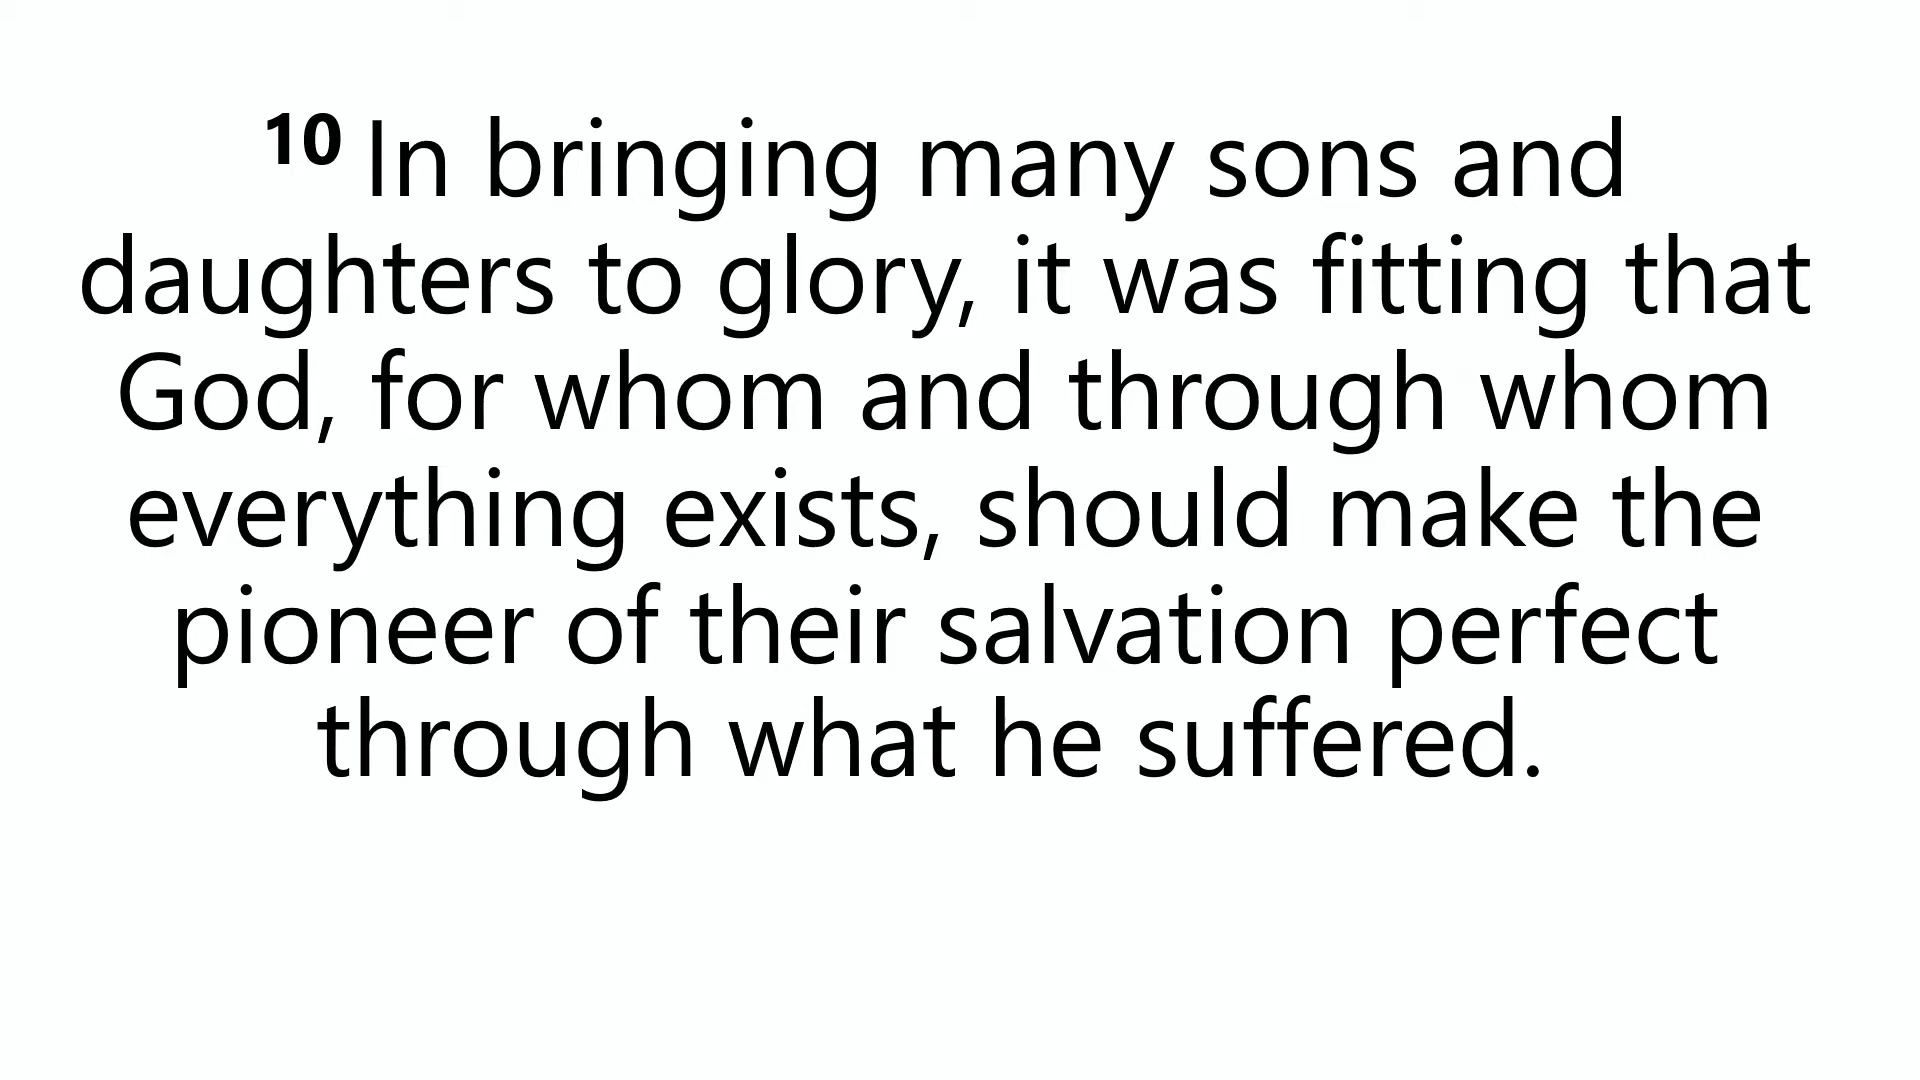 10 In bringing many sons and
daughters to glory, it was fitting that
God, for whom and through whom
everything exists, should make the
pioneer of their salvation perfect
through what he suffered.